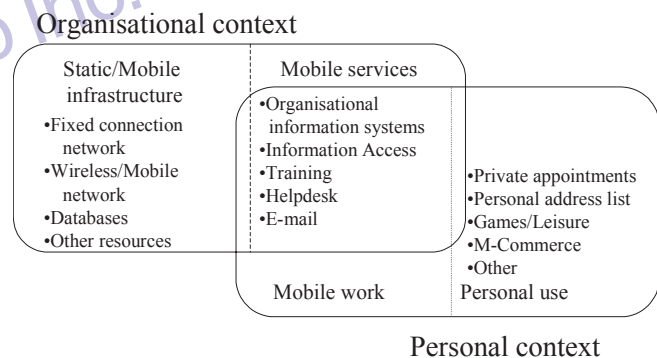 Organisational context
Static/Mobile
infrastructure
•Fixed connection
network
•Wireless/Mobile
network
•Databases
•Other resources
Mobile services
•Organisational
information systems
•Information Access
•Training
•Helpdesk
•E-mail
•Private appointments
•Personal address list
•Games/Leisure
•M-Commerce
•Other
Mobile work
Personal use
Personal context